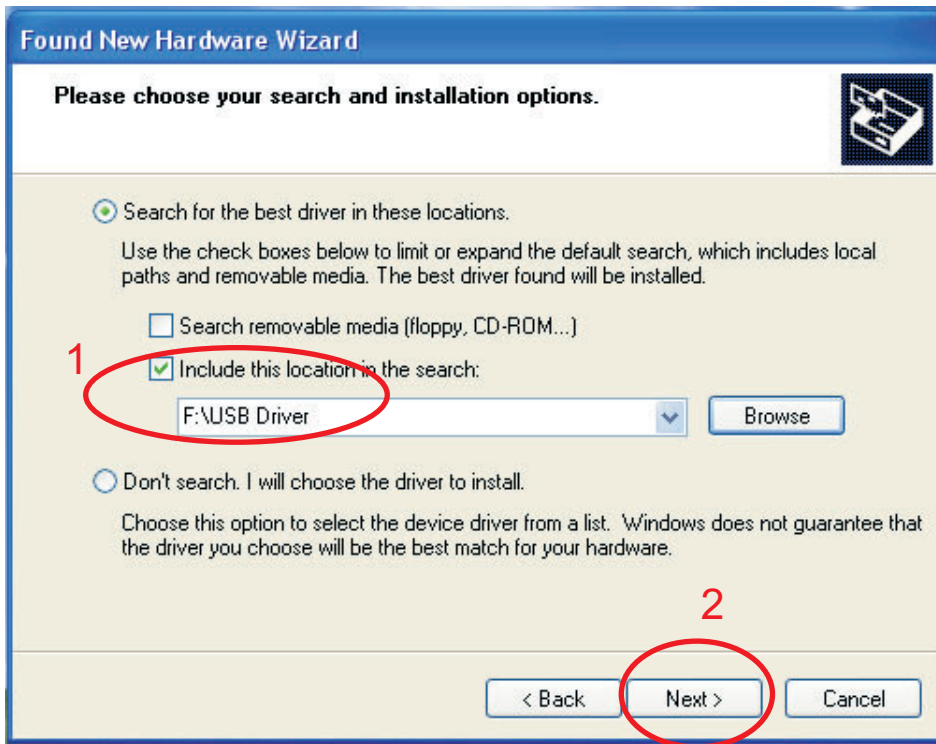 Found New Hardware Wizard
Please choose your search and installation options.
Search for the best driver in these locations.
Use the check boxes below to limit or expand the default search, which includes local
paths and removable media. The best driver found will be installed.
Search removable media (floppy, CD-ROM...)
1
Include this location in the search:
F:\USB Driver
Browse
Don't search. I will choose the driver to install.
Choose this option to select the device driver from a list. Windows does not guarantee that
the driver you choose will be the best match for your hardware.
2
< Back
Next >
Cancel